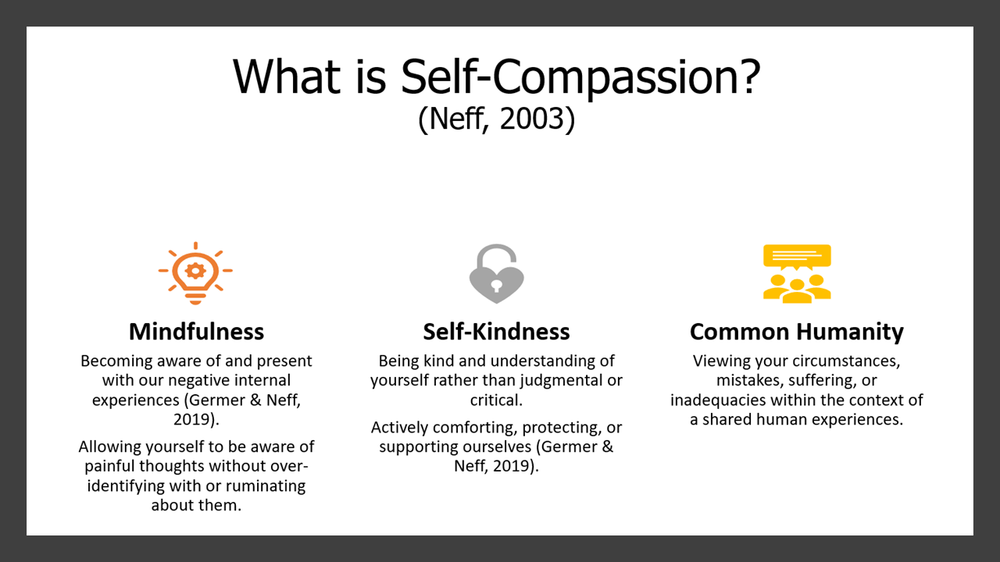 What is Self-Compassion?
(Neff, 2003)
Mindfulness
Becoming aware of and present
with our negative internal
experiences (Germer & Neff,
2019).
Allowing yourself to be aware of
painful thoughts without over-
identifying with or ruminating
about them.
Self-Kindness
Being kind and understanding of
yourself rather than judgmental or
critical.
Actively comforting, protecting, or
supporting ourselves (Germer &
Neff, 2019).
Common Humanity
Viewing your circumstances,
mistakes, suffering, or
inadequacies within the context of
a shared human experiences.